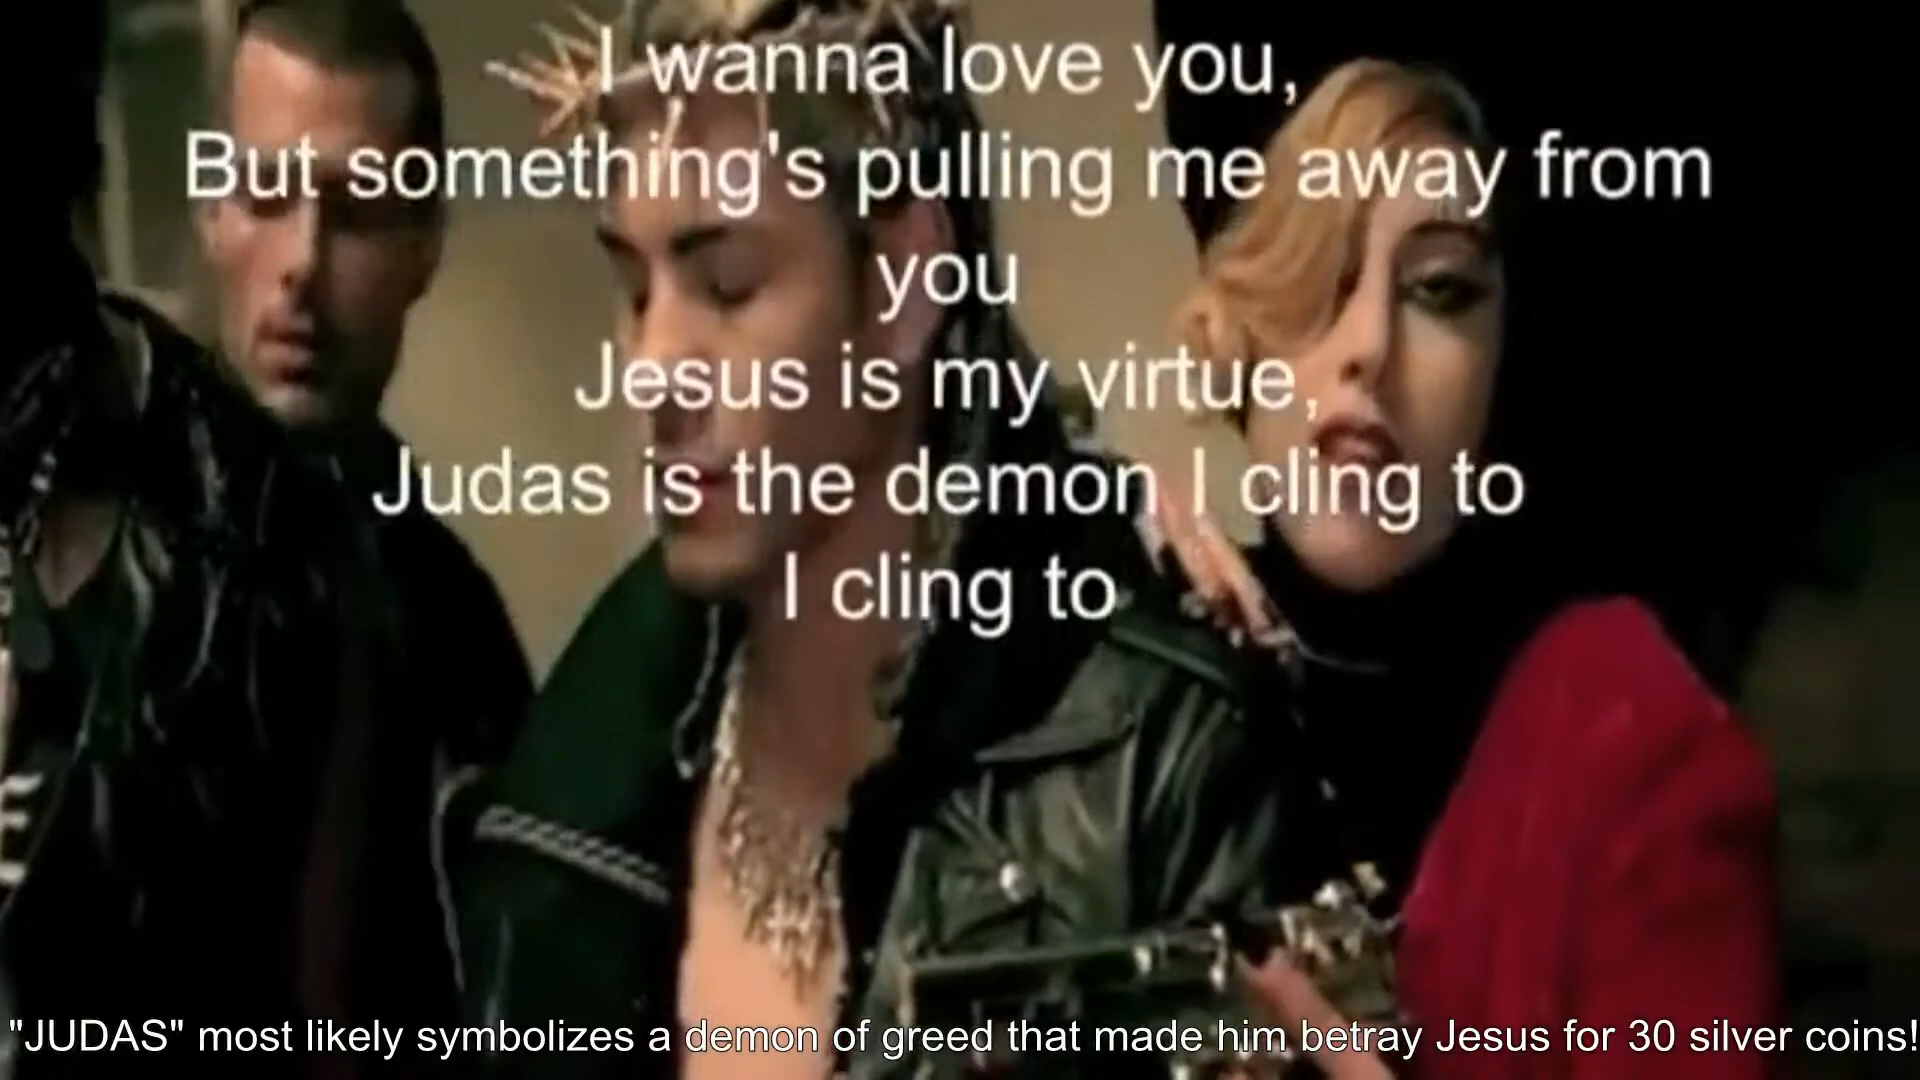 I wanna love you,
But something's pulling me away from
you
Jesus is my virtue,
Judas is the demon I cling to
I cling to
"JUDAS" most likely symbolizes a demon of greed that made him betray Jesus for 30 silver coins!